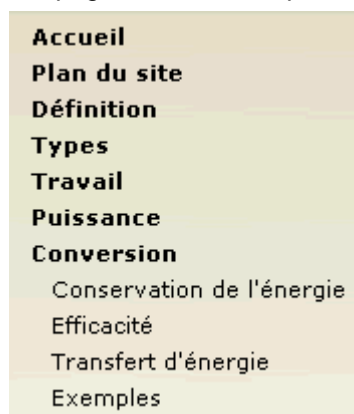 Accueil
Plan du site
Définition
Types
Travail
Puissance
Conversion
Conservation de l'énergie
Efficacité
Transfert d'énergie
Exemples